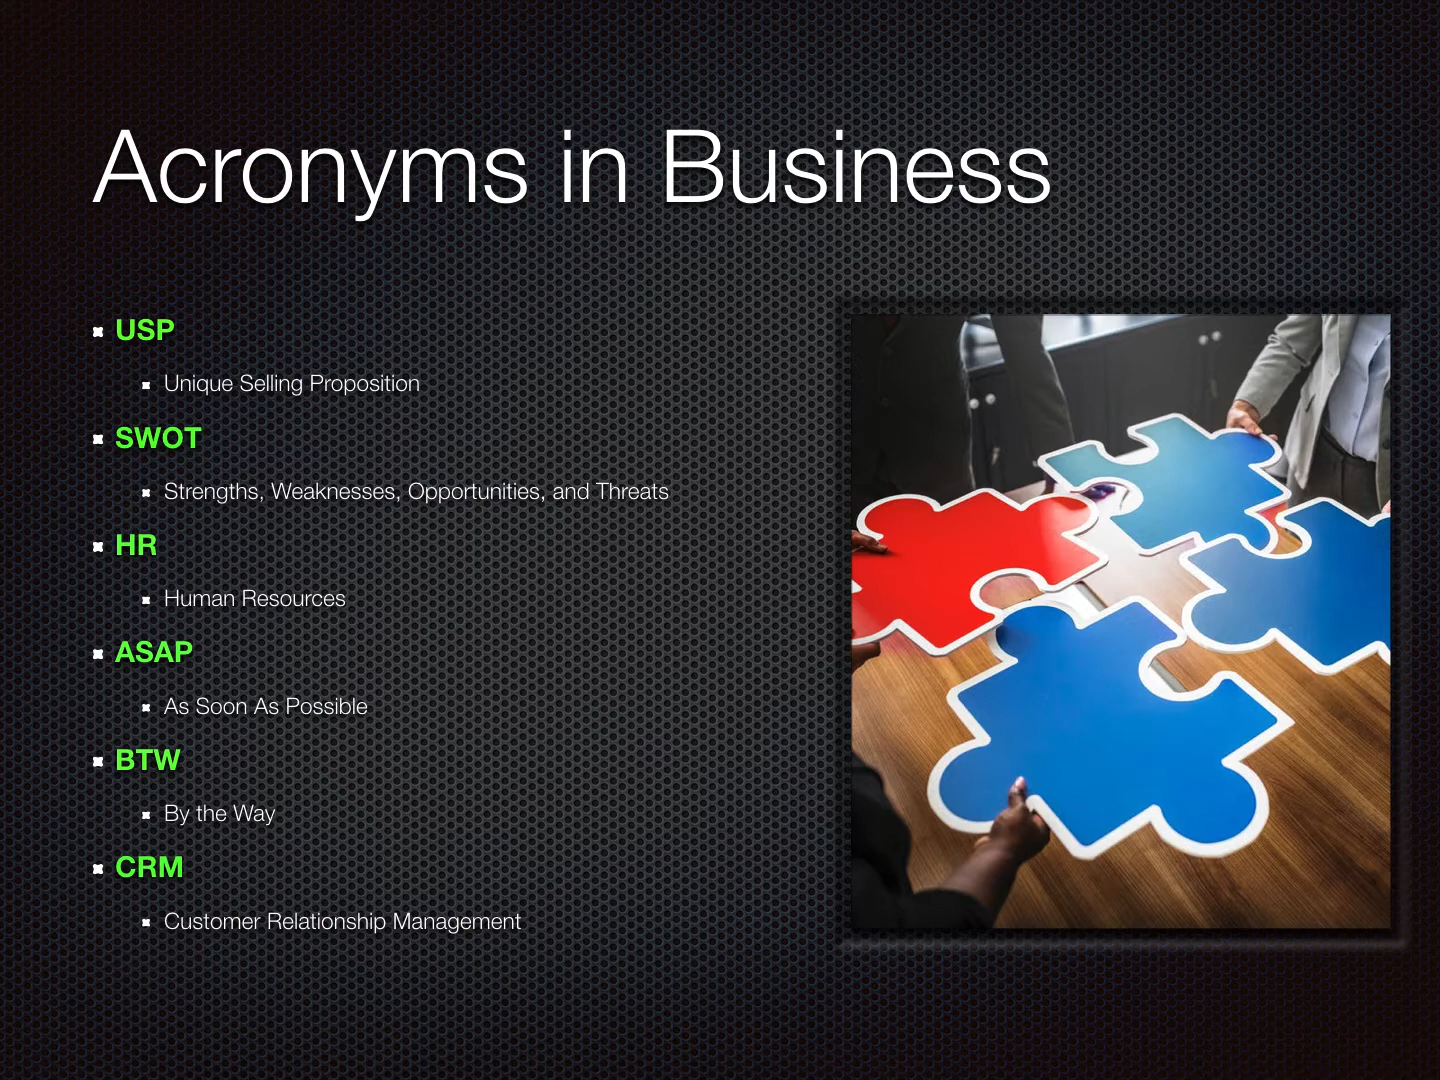 Acronyms in Business
USP
Unique Selling Proposition
SWOT
Strengths, Weaknesses, Opportunities, and Threats
HR
Human Resources
ASAP
As Soon As Possible
BTW
By the Way
CRM
Customer Relationship Management